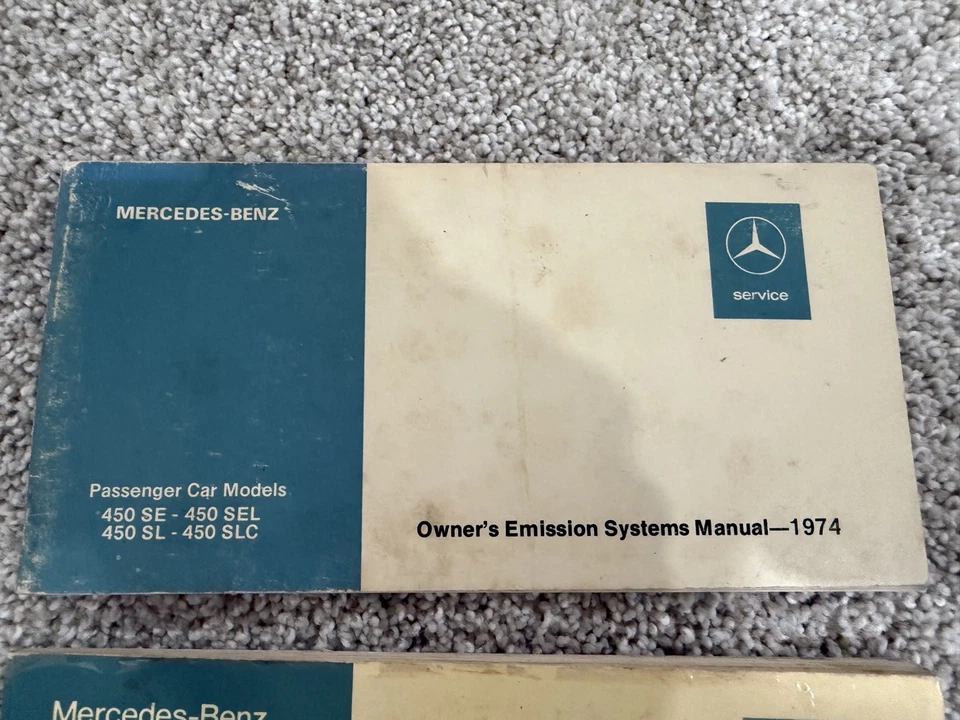 MERCEDES-BENZ
service
Passenger Car Models
450 SE - 450 SEL
450 SL - 450 SLC
Owner's Emission Systems Manual—1974
Mercedes-Benz